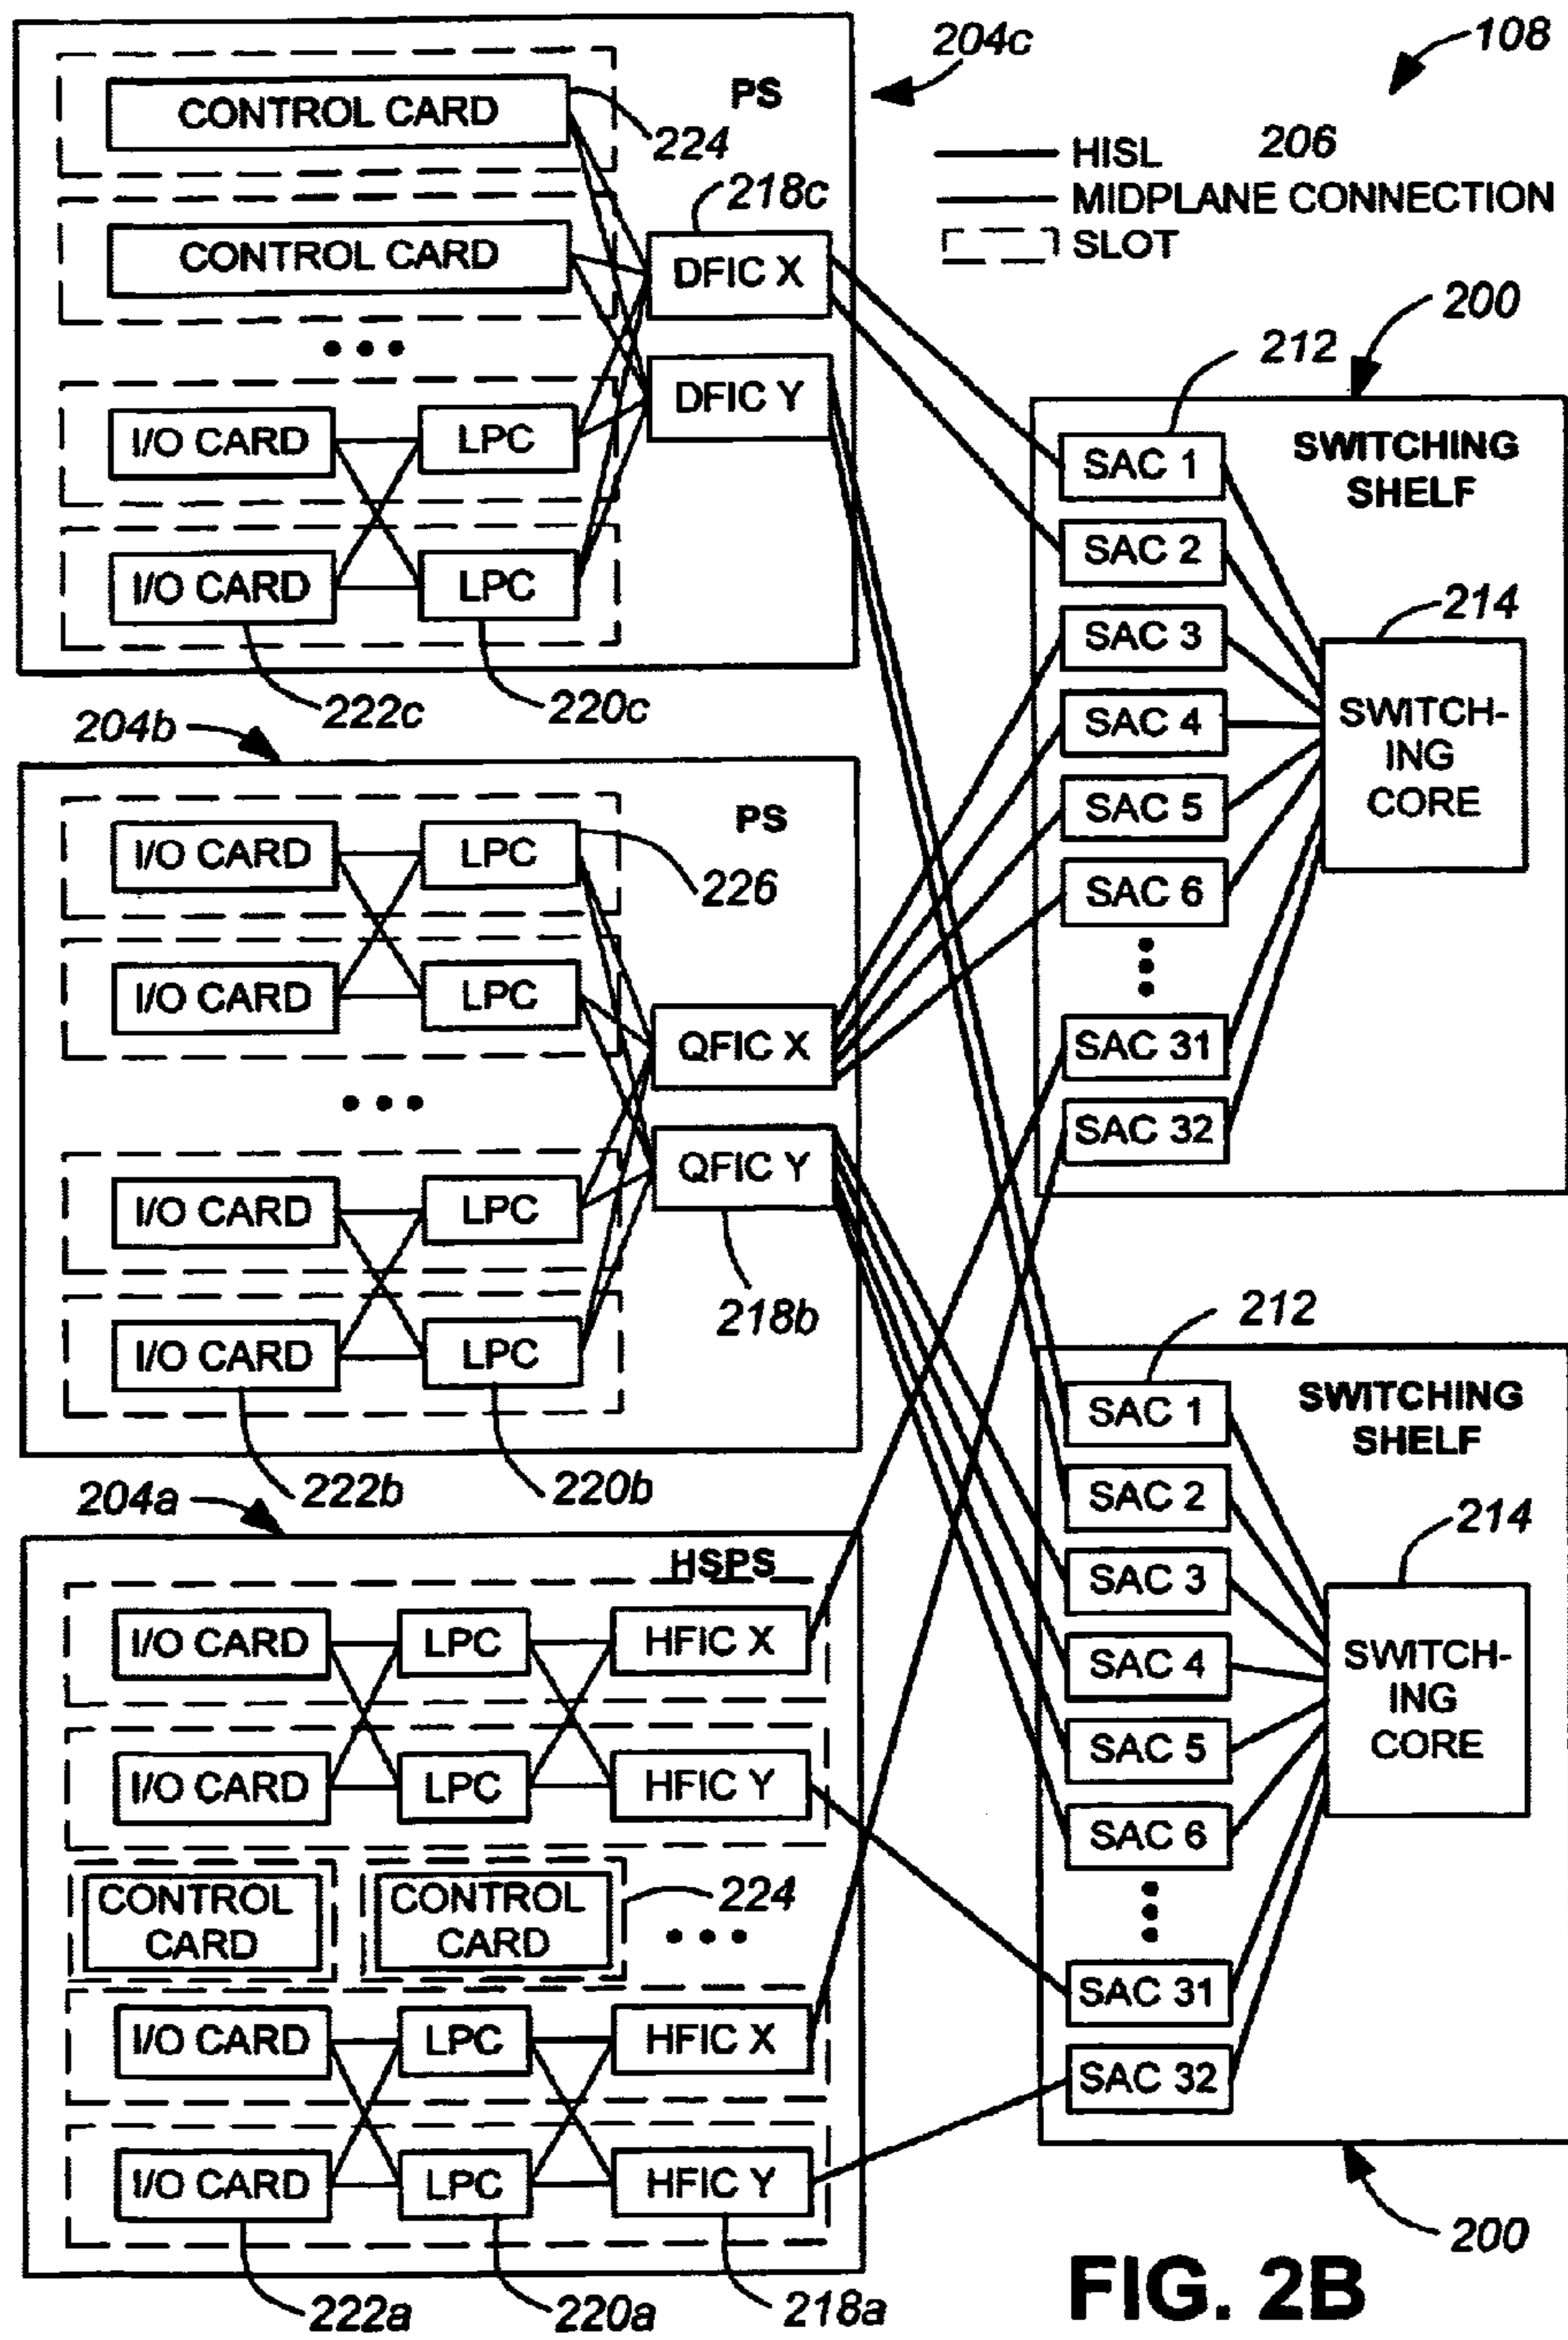 108
HISL 206
MIDPLANE CONNECTION
SLOT
204c
PS
CONTROL CARD
224
CONTROL CARD
218c
DFIC X
DFIC Y
I/O CARD LPC
I/O CARD LPC
222c 220c
204b
PS
I/O CARD LPC
226
I/O CARD LPC
QFIC X
QFIC Y
I/O CARD LPC
218b
I/O CARD LPC
222b 220b
204a
HSPS
I/O CARD LPC HFIC X
I/O CARD LPC HFIC Y
CONTROL
CARD
CONTROL
CARD
224
I/O CARD LPC HFIC X
I/O CARD LPC HFIC Y
222a 220a 218a
200
212
SWITCHING
SHELF
SAC 1
SAC 2
SAC 3
SAC 4
SAC 5
SAC 6
SAC 31
SAC 32
214
SWITCH-
ING
CORE
212
SWITCHING
SHELF
SAC 1
SAC 2
SAC 3
SAC 4
SAC 5
SAC 6
SAC 31
SAC 32
214
SWITCH-
ING
CORE
200
FIG. 2B